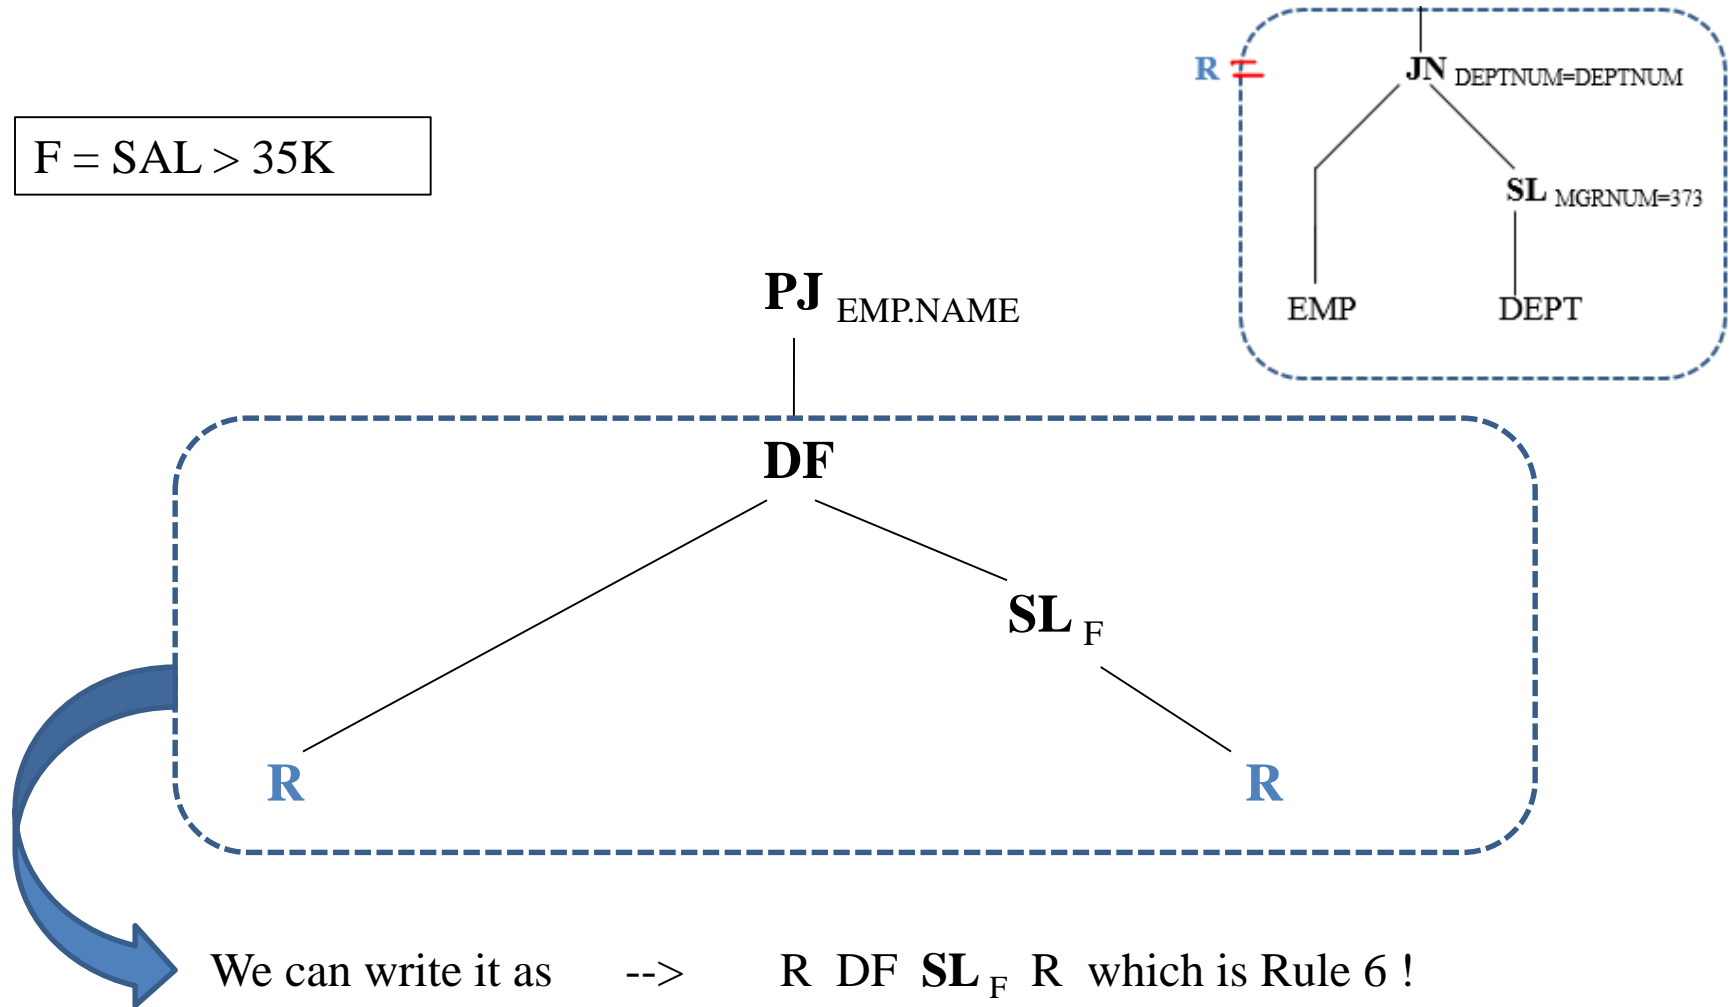 R = JN DEPTNUM=DEPTNUM
F = SAL > 35K
SL MGRNUM=373
EMP DEPT
PJ EMP.NAME
DF
SL F
R R
We can write it as --> R DF SL F R which is Rule 6 !